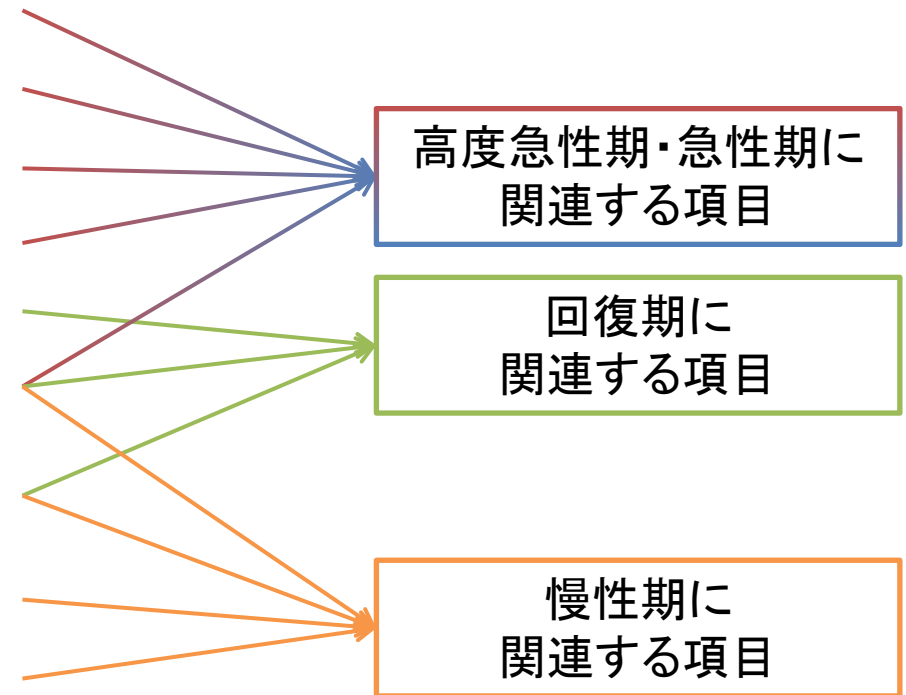 高度急性期・急性期に
関連する項目
回復期に
関連する項目
慢性期に
関連する項目